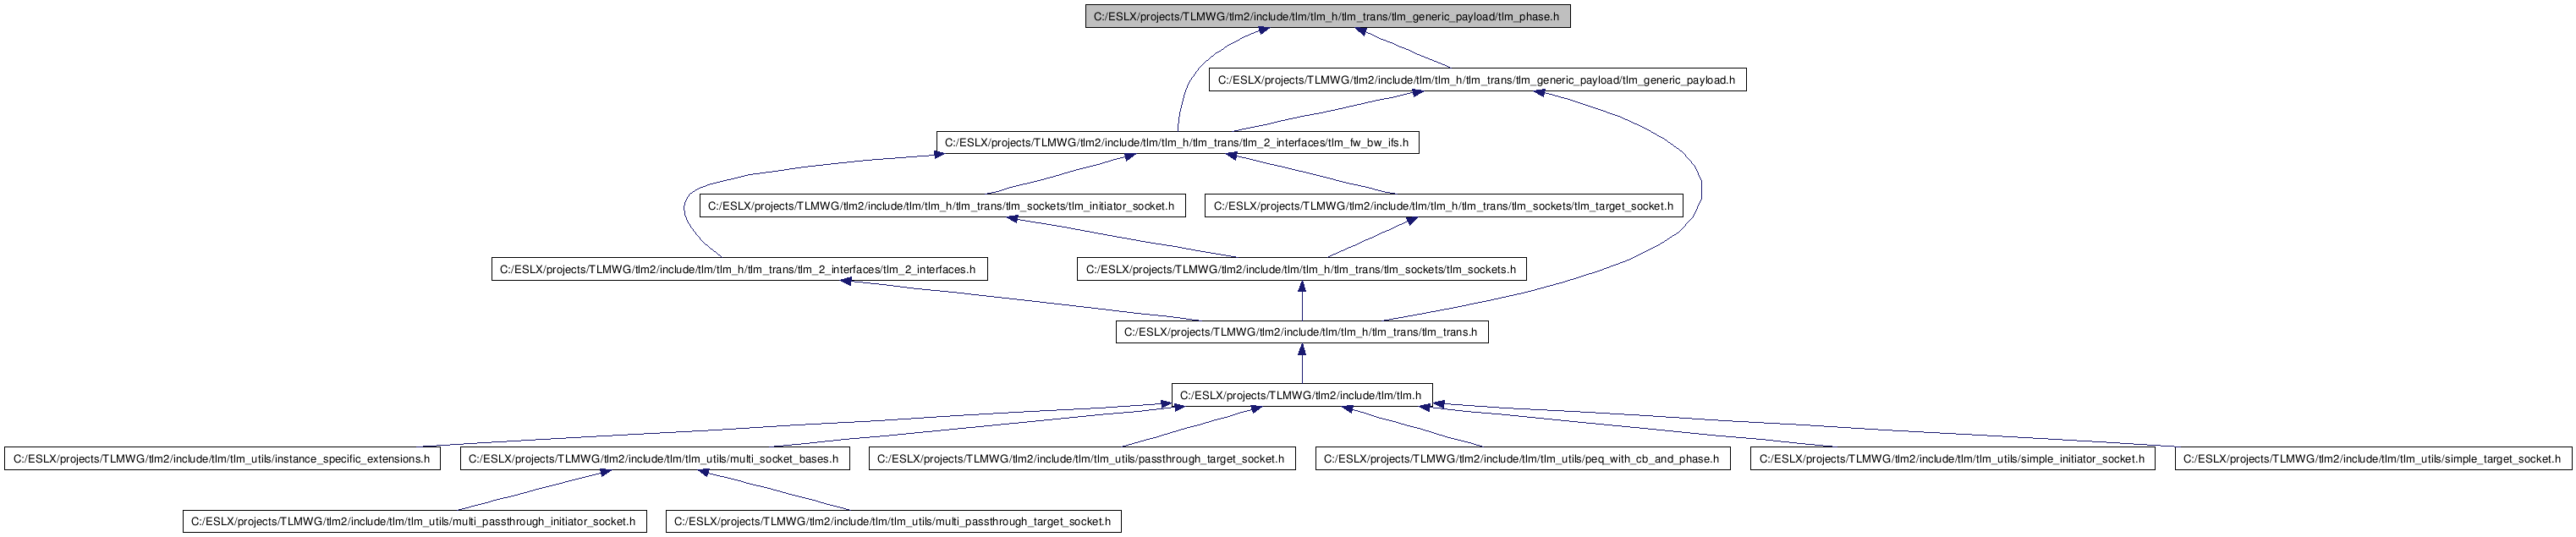 C:/ESLX/projects/TLMWG/tlm2/include/tlm/tlm_h/tlm_trans/tlm_generic_payload/tlm_phase.h
C:/ESLX/projects/TLMWG/tlm2/include/tlm/tlm_h/tlm_trans/tlm_generic_payload/tlm_generic_payload.h
C:/ESLX/projects/TLMWG/tlm2/include/tlm/tlm_h/tlm_trans/tlm_2_interfaces/tlm_fw_bw_ifs.h
C:/ESLX/projects/TLMWG/tlm2/include/tlm/tlm_h/tlm_trans/tlm_sockets/tlm_initiator_socket.h
C:/ESLX/projects/TLMWG/tlm2/include/tlm/tlm_h/tlm_trans/tlm_sockets/tlm_target_socket.h
C:/ESLX/projects/TLMWG/tlm2/include/tlm/tlm_h/tlm_trans/tlm_2_interfaces/tlm_2_interfaces.h
C:/ESLX/projects/TLMWG/tlm2/include/tlm/tlm_h/tlm_trans/tlm_sockets/tlm_sockets.h
C:/ESLX/projects/TLMWG/tlm2/include/tlm/tlm_h/tlm_trans/tlm_trans.h
C:/ESLX/projects/TLMWG/tlm2/include/tlm/tlm.h
C:/ESLX/projects/TLMWG/tlm2/include/tlm/tlm_utils/instance_specific_extensions.h
C:/ESLX/projects/TLMWG/tlm2/include/tlm/tlm_utils/multi_socket_bases.h
C:/ESLX/projects/TLMWG/tlm2/include/tlm/tlm_utils/passthrough_target_socket.h
C:/ESLX/projects/TLMWG/tlm2/include/tlm/tlm_utils/peq_with_cb_and_phase.h
C:/ESLX/projects/TLMWG/tlm2/include/tlm/tlm_utils/simple_initiator_socket.h
C:/ESLX/projects/TLMWG/tlm2/include/tlm/tlm_utils/simple_target_socket.h
C:/ESLX/projects/TLMWG/tlm2/include/tlm/tlm_utils/multi_passthrough_initiator_socket.h
C:/ESLX/projects/TLMWG/tlm2/include/tlm/tlm_utils/multi_passthrough_target_socket.h